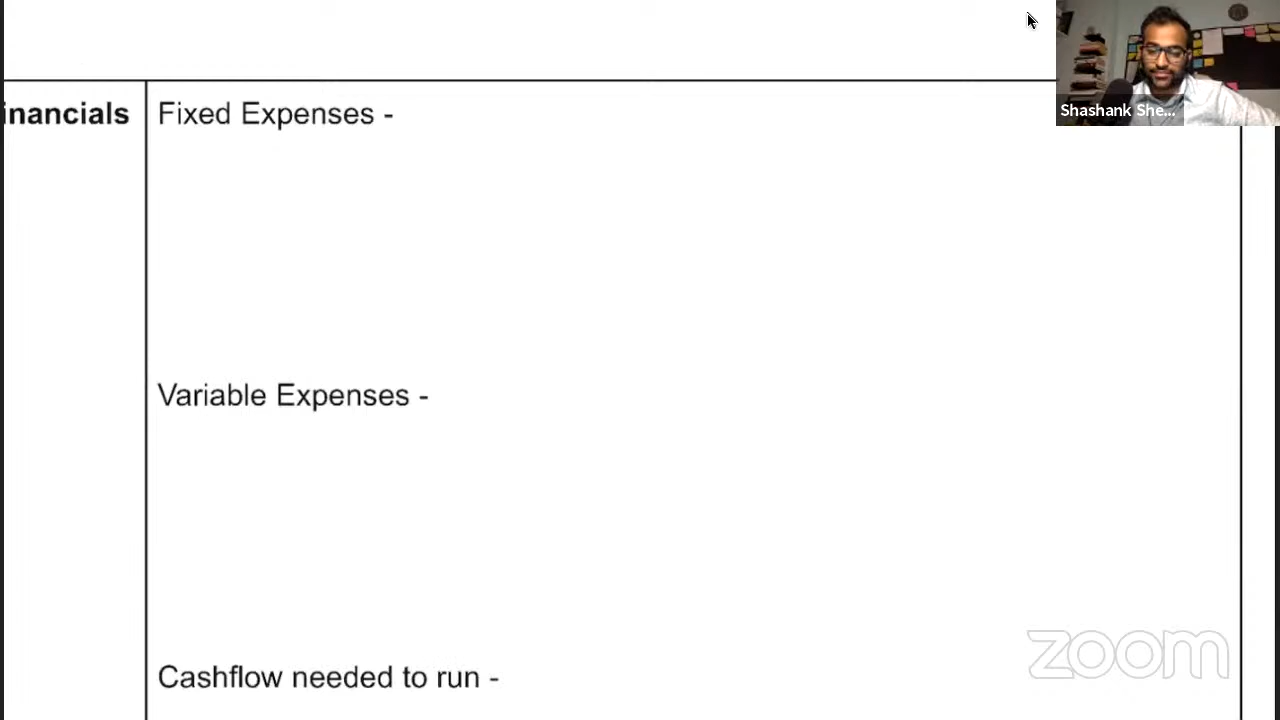 inancials
Fixed Expenses -
Variable Expenses -
Cashflow needed to run -
Shashank She...
zoom